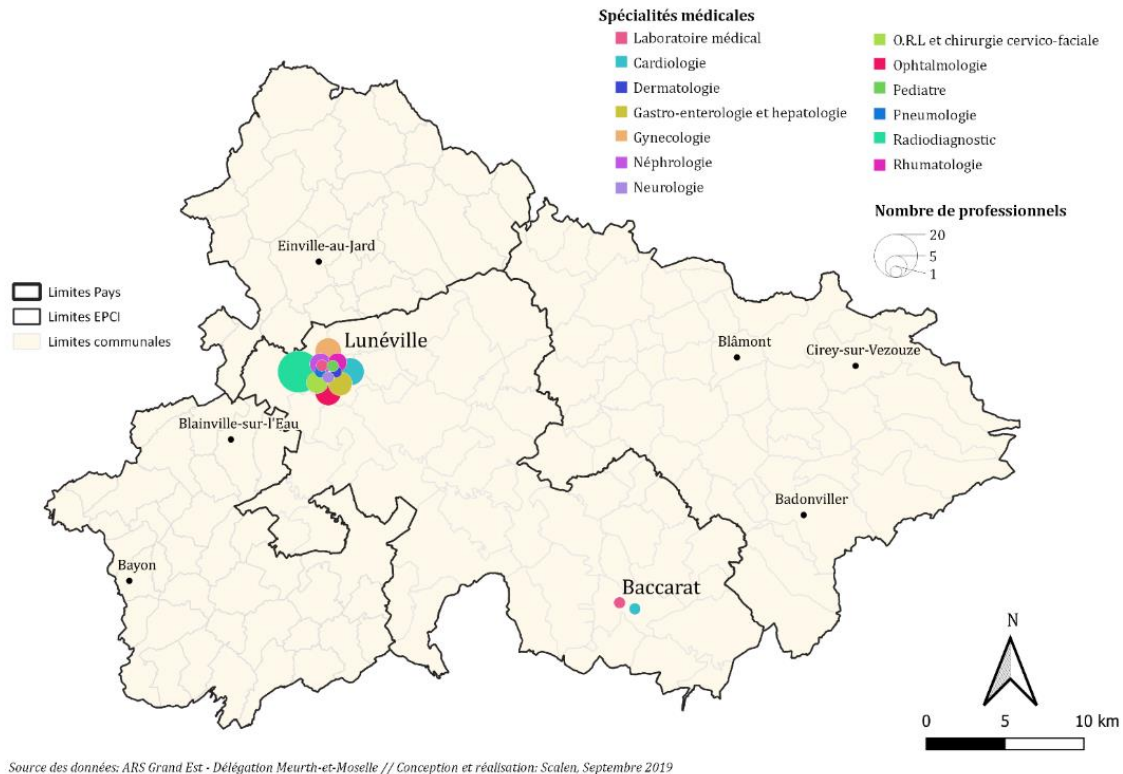 Spécialités médicales
Laboratoire médical
Cardiologie
Dermatologie
Gastro-enterologie et hepatologie
Gynecologie
Néphrologie
Neurologie
O.R.L et chirurgie cervico-faciale
Ophtalmologie
Pediatre
Pneumologie
Radiodiagnostic
Rhumatologie
Nombre de professionnels
20
5
1
Einville-au-Jard
Limites Pays
Limites EPCI
Limites communales
Lunéville
Blâmont
Cirey-sur-Vezouze
Blainville-sur-l'Eau
Badonviller
Bayon
Baccarat
N
0 5 10 km
Source des données: ARS Grand Est - Délégation Meurth-et-Moselle // Conception et réalisation: Scalen, Septembre 2019